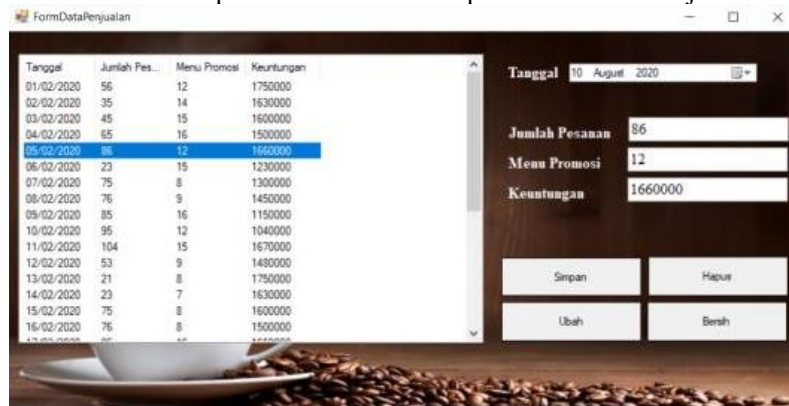 FormDataPenjualan
Tanggal Jumlah Pes... Menu Promosi Keuntungan
01/02/2020 56 12 1750000
02/02/2020 35 14 1630000
03/02/2020 45 15 1600000
04/02/2020 65 16 1500000
05/02/2020 86 12 1660000
06/02/2020 23 15 1230000
07/02/2020 75 8 1300000
08/02/2020 76 9 1450000
09/02/2020 85 16 1150000
10/02/2020 95 12 1040000
11/02/2020 104 15 1670000
12/02/2020 53 9 1480000
13/02/2020 21 8 1750000
14/02/2020 23 7 1630000
15/02/2020 75 8 1600000
16/02/2020 76 8 1500000
Tanggal 10 August 2020
Jumlah Pesanan 86
Menu Promosi 12
Keuntungan 1660000
Simpan Hapus
Ubah Bersih